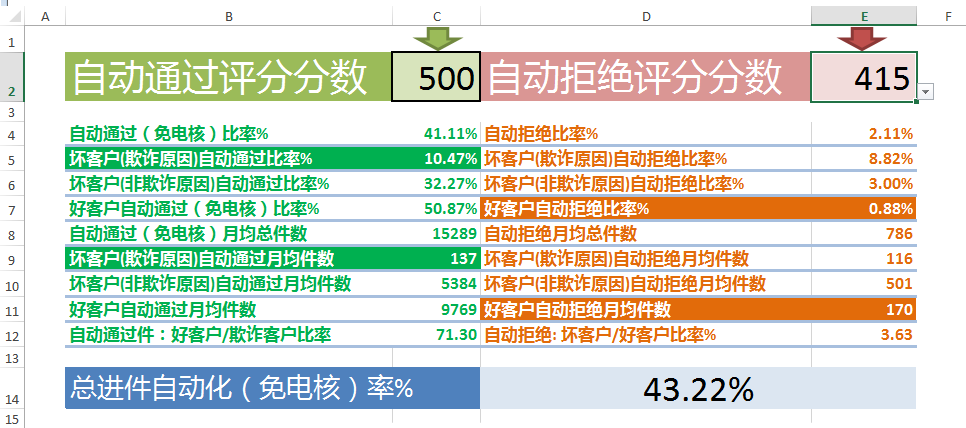 A B C D E F
1
2 自动通过评分分数 500 自动拒绝评分分数 415
3
4 自动通过（免电核）比率% 41.11% 自动拒绝比率% 2.11%
5 坏客户(欺诈原因)自动通过比率% 10.47% 坏客户(欺诈原因)自动拒绝比率% 8.82%
6 坏客户(非欺诈原因)自动通过比率% 32.27% 坏客户(非欺诈原因)自动拒绝比率% 3.00%
7 好客户自动通过（免电核）比率% 50.87% 好客户自动拒绝比率% 0.88%
8 自动通过（免电核）月均总件数 15289 自动拒绝月均总件数 786
9 坏客户(欺诈原因)自动通过月均件数 137 坏客户(欺诈原因)自动拒绝月均件数 116
10 坏客户(非欺诈原因)自动通过月均件数 5384 坏客户(非欺诈原因)自动拒绝月均件数 501
11 好客户自动通过月均件数 9769 好客户自动拒绝月均件数 170
12 自动通过件：好客户/欺诈客户比率 71.30 自动拒绝: 坏客户/好客户比率% 3.63
13
14 总进件自动化（免电核）率% 43.22%
15